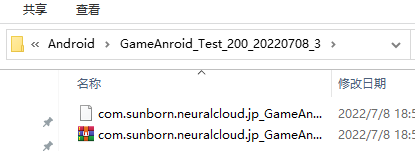 共享 查看
« Android › GameAnroid_Test_200_20220708_3 ›
名称 修改日期
com.sunborn.neuralcloud.jp_GameAn... 2022/7/8 18:5
com.sunborn.neuralcloud.jp_GameAn... 2022/7/8 18:5